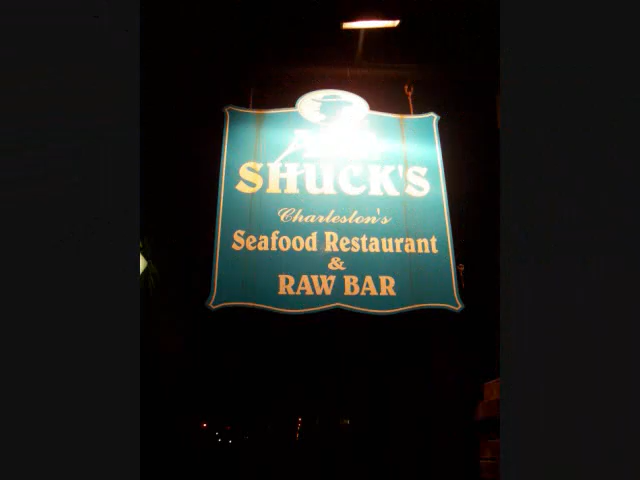 SHUCK'S
Charleston's
Seafood Restaurant
&
RAW BAR